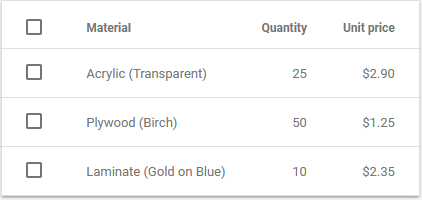 Material Quantity Unit price
Acrylic (Transparent) 25 $2.90
Plywood (Birch) 50 $1.25
Laminate (Gold on Blue) 10 $2.35